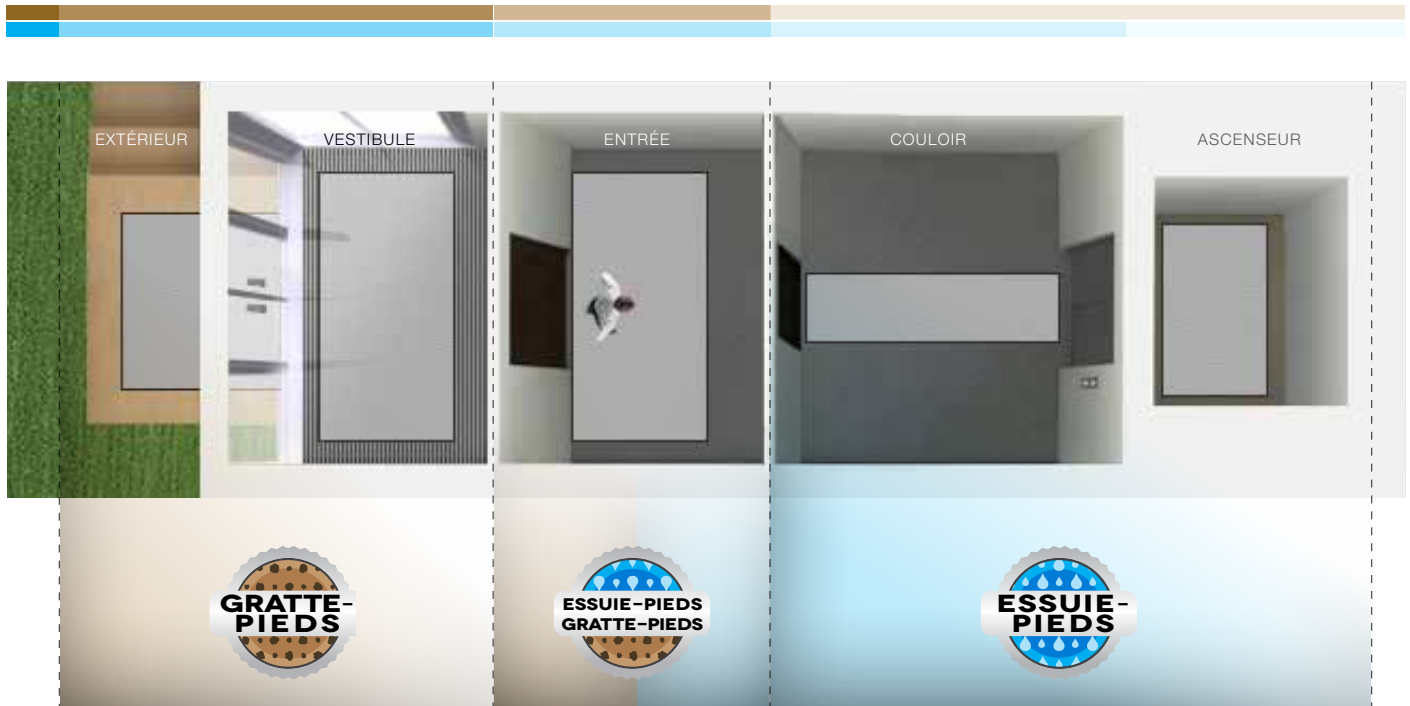 EXTÉRIEUR
VESTIBULE
ENTRÉE
COULOIR
ASCENSEUR
GRATTE-
PIEDS
ESSUIE-PIEDS
GRATTE-PIEDS
ESSUIE-
PIEDS